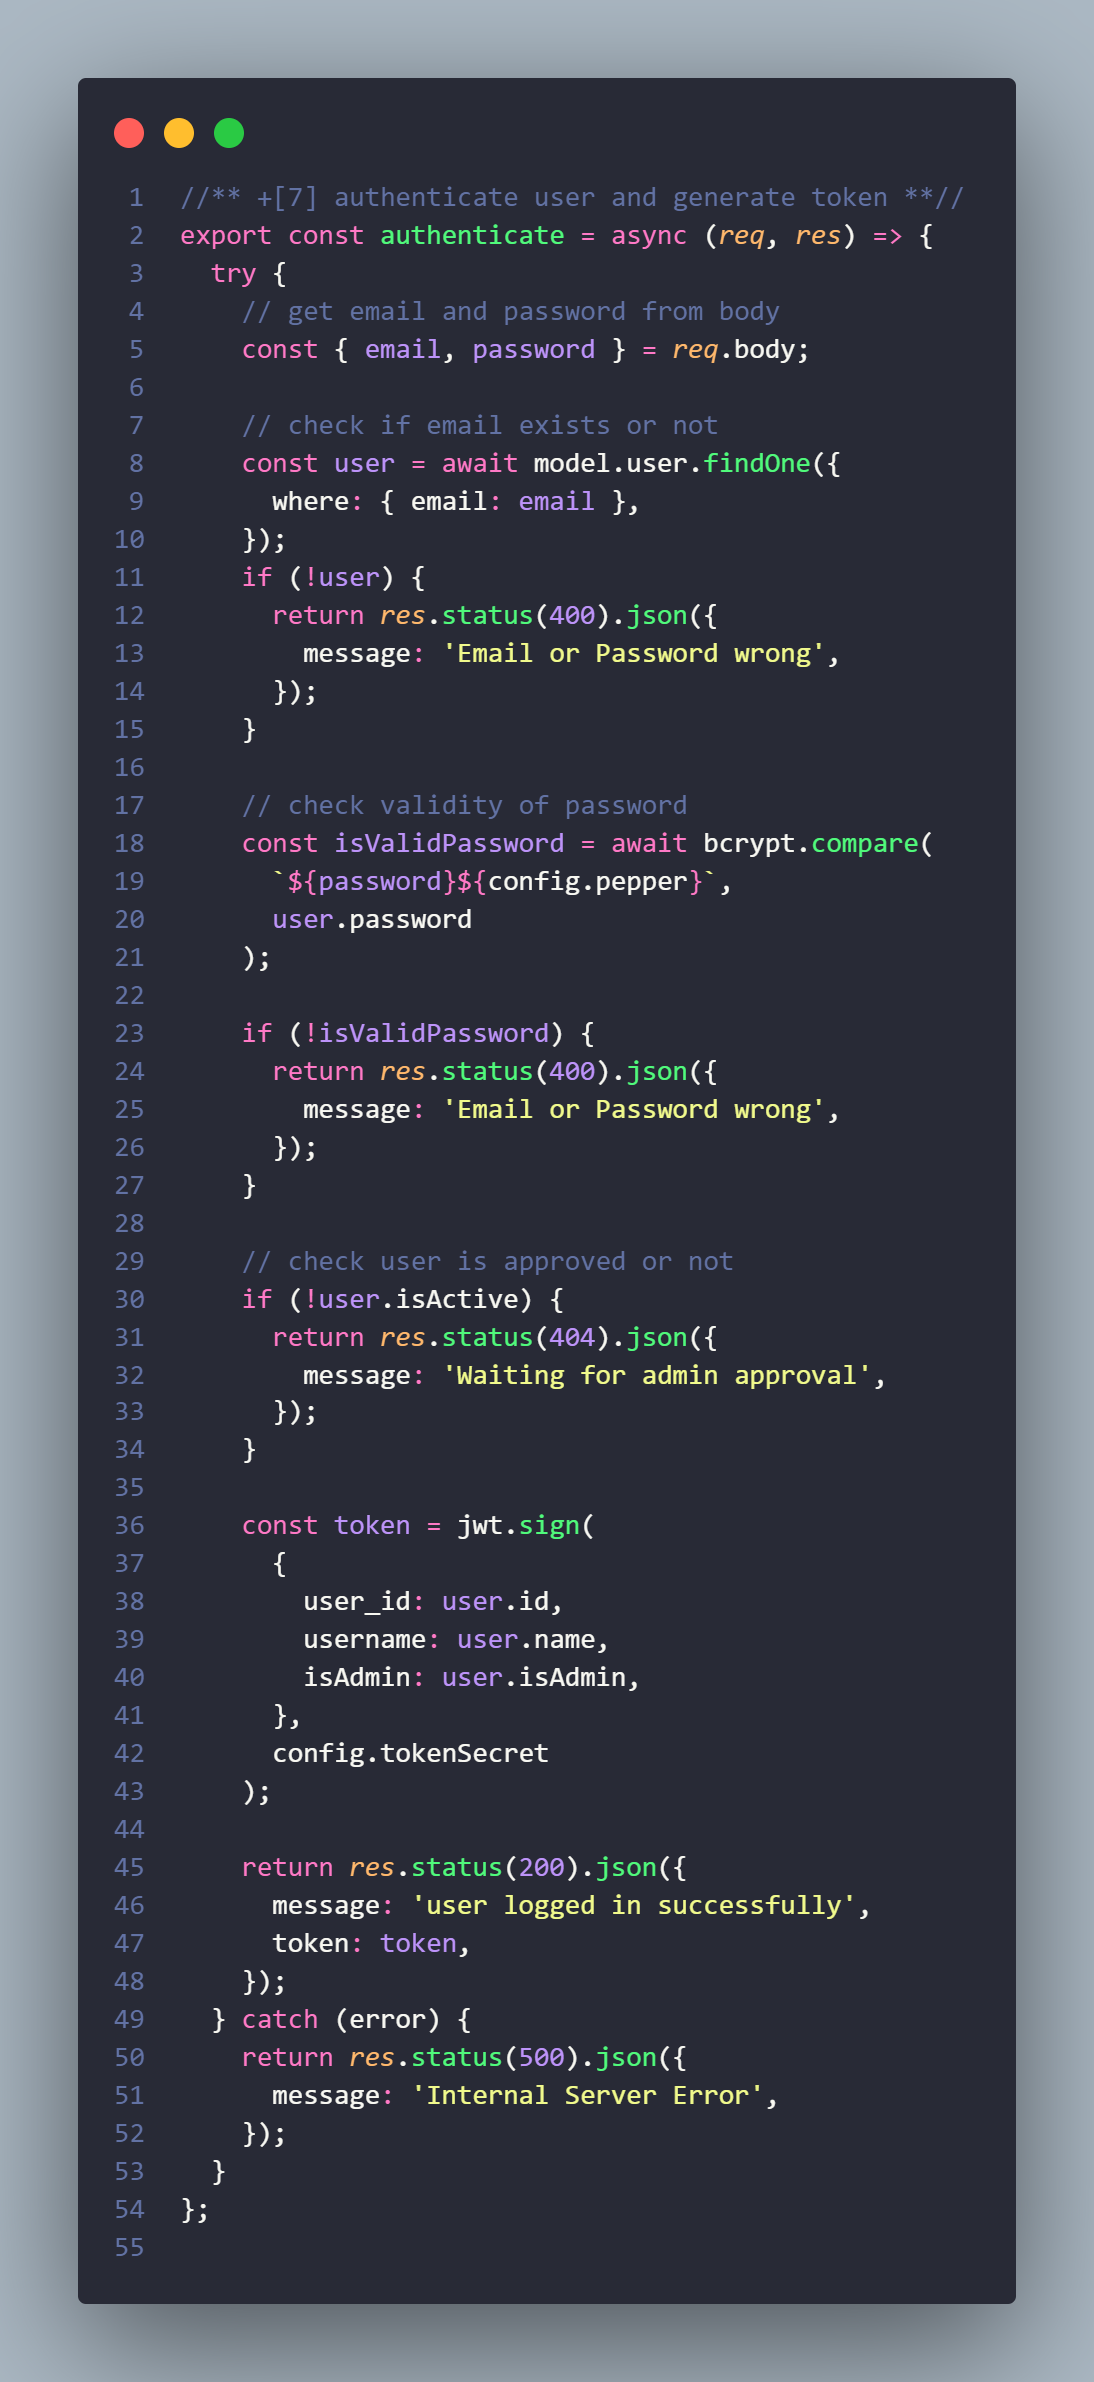 1 //** +[7] authenticate user and generate token **//
2 export const authenticate = async (req, res) => {
3   try {
4     // get email and password from body
5     const { email, password } = req.body;
6
7     // check if email exists or not
8     const user = await model.user.findOne({
9       where: { email: email },
10     });
11     if (!user) {
12       return res.status(400).json({
13         message: 'Email or Password wrong',
14       });
15     }
16
17     // check validity of password
18     const isValidPassword = await bcrypt.compare(
19       `${password}${config.pepper}`,
20       user.password
21     );
22
23     if (!isValidPassword) {
24       return res.status(400).json({
25         message: 'Email or Password wrong',
26       });
27     }
28
29     // check user is approved or not
30     if (!user.isActive) {
31       return res.status(404).json({
32         message: 'Waiting for admin approval',
33       });
34     }
35
36     const token = jwt.sign(
37       {
38         user_id: user.id,
39         username: user.name,
40         isAdmin: user.isAdmin,
41       },
42       config.tokenSecret
43     );
44
45     return res.status(200).json({
46       message: 'user logged in successfully',
47       token: token,
48     });
49   } catch (error) {
50     return res.status(500).json({
51       message: 'Internal Server Error',
52     });
53   }
54 };
55